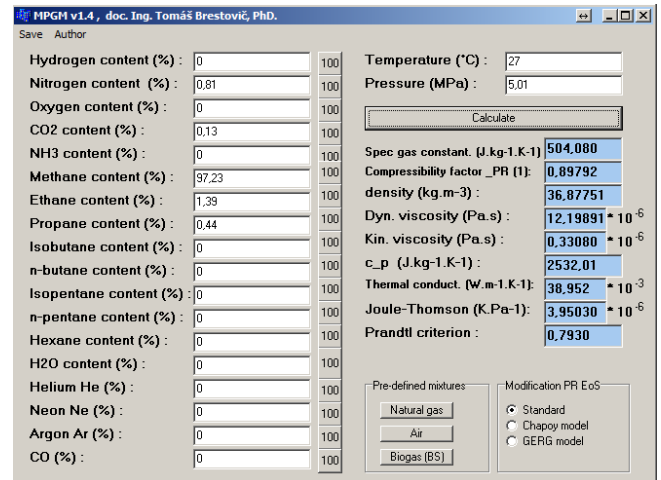 MPGM v1.4 , doc. Ing. Tomáš Brestovič, PhD.
Save Author
Hydrogen content (%) : 0 100
Nitrogen content (%) : 0,81 100
Oxygen content (%) : 0 100
CO2 content (%) : 0,13 100
NH3 content (%) : 0 100
Methane content (%) : 97,23 100
Ethane content (%) : 1,39 100
Propane content (%) : 0,44 100
Isobutane content (%) : 0 100
n-butane content (%) : 0 100
Isopentane content (%) : 0 100
n-pentane content (%) : 0 100
Hexane content (%) : 0 100
H2O content (%) : 0 100
Helium He (%) : 0 100
Neon Ne (%) : 0 100
Argon Ar (%) : 0 100
CO (%) : 0 100
Temperature (°C) : 27
Pressure (MPa) : 5,01
Calculate
Spec gas constant. (J.kg-1.K-1) 504,080
Compressibility factor _PR (1): 0,89792
density (kg.m-3) : 36,87751
Dyn. viscosity (Pa.s) : 12,19891 * 10 -6
Kin. viscosity (Pa.s) : 0,33080 * 10 -6
c_p (J.kg-1.K-1) : 2532,01
Thermal conduct. (W.m-1.K-1): 38,952 * 10 -3
Joule-Thomson (K.Pa-1): 3,95030 * 10 -6
Prandtl criterion : 0,7930
Pre-defined mixtures
Natural gas
Air
Biogas (BS)
Modification PR EoS
Standard
Chapoy model
GERG model